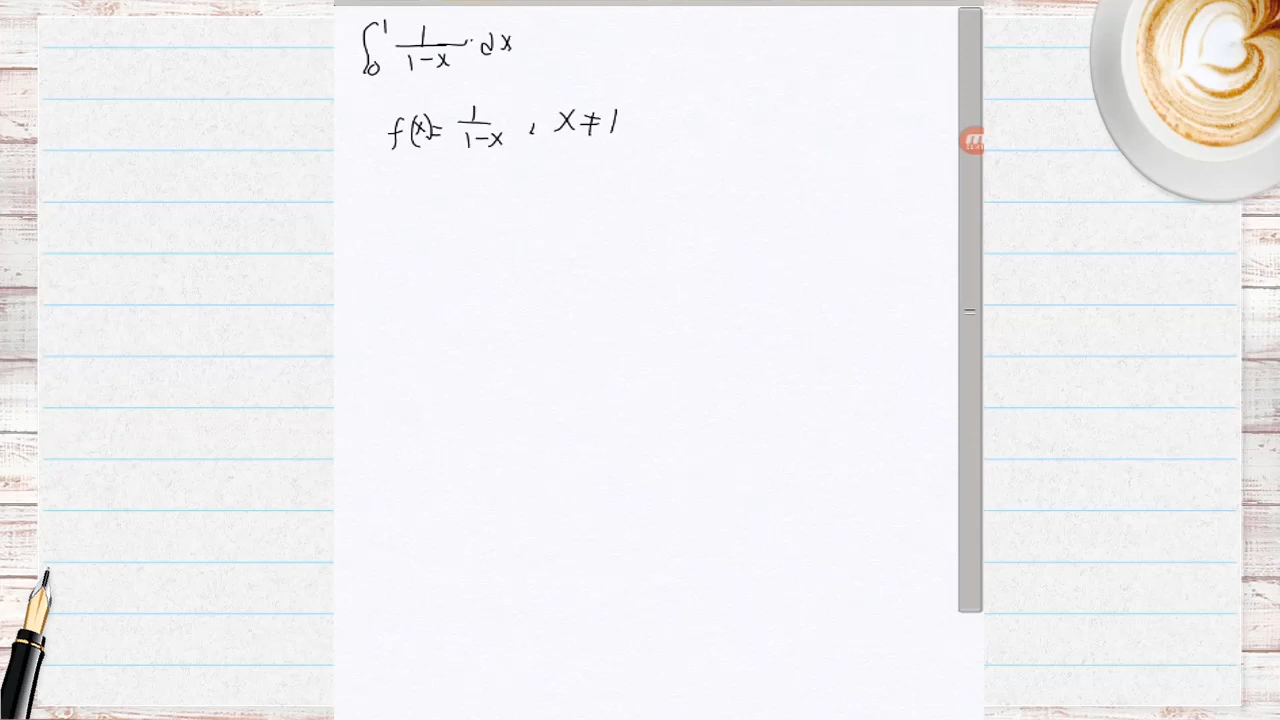 ∫₀¹ 1/(1-x) · dx
f(x) = 1/(1-x) , x ≠ 1